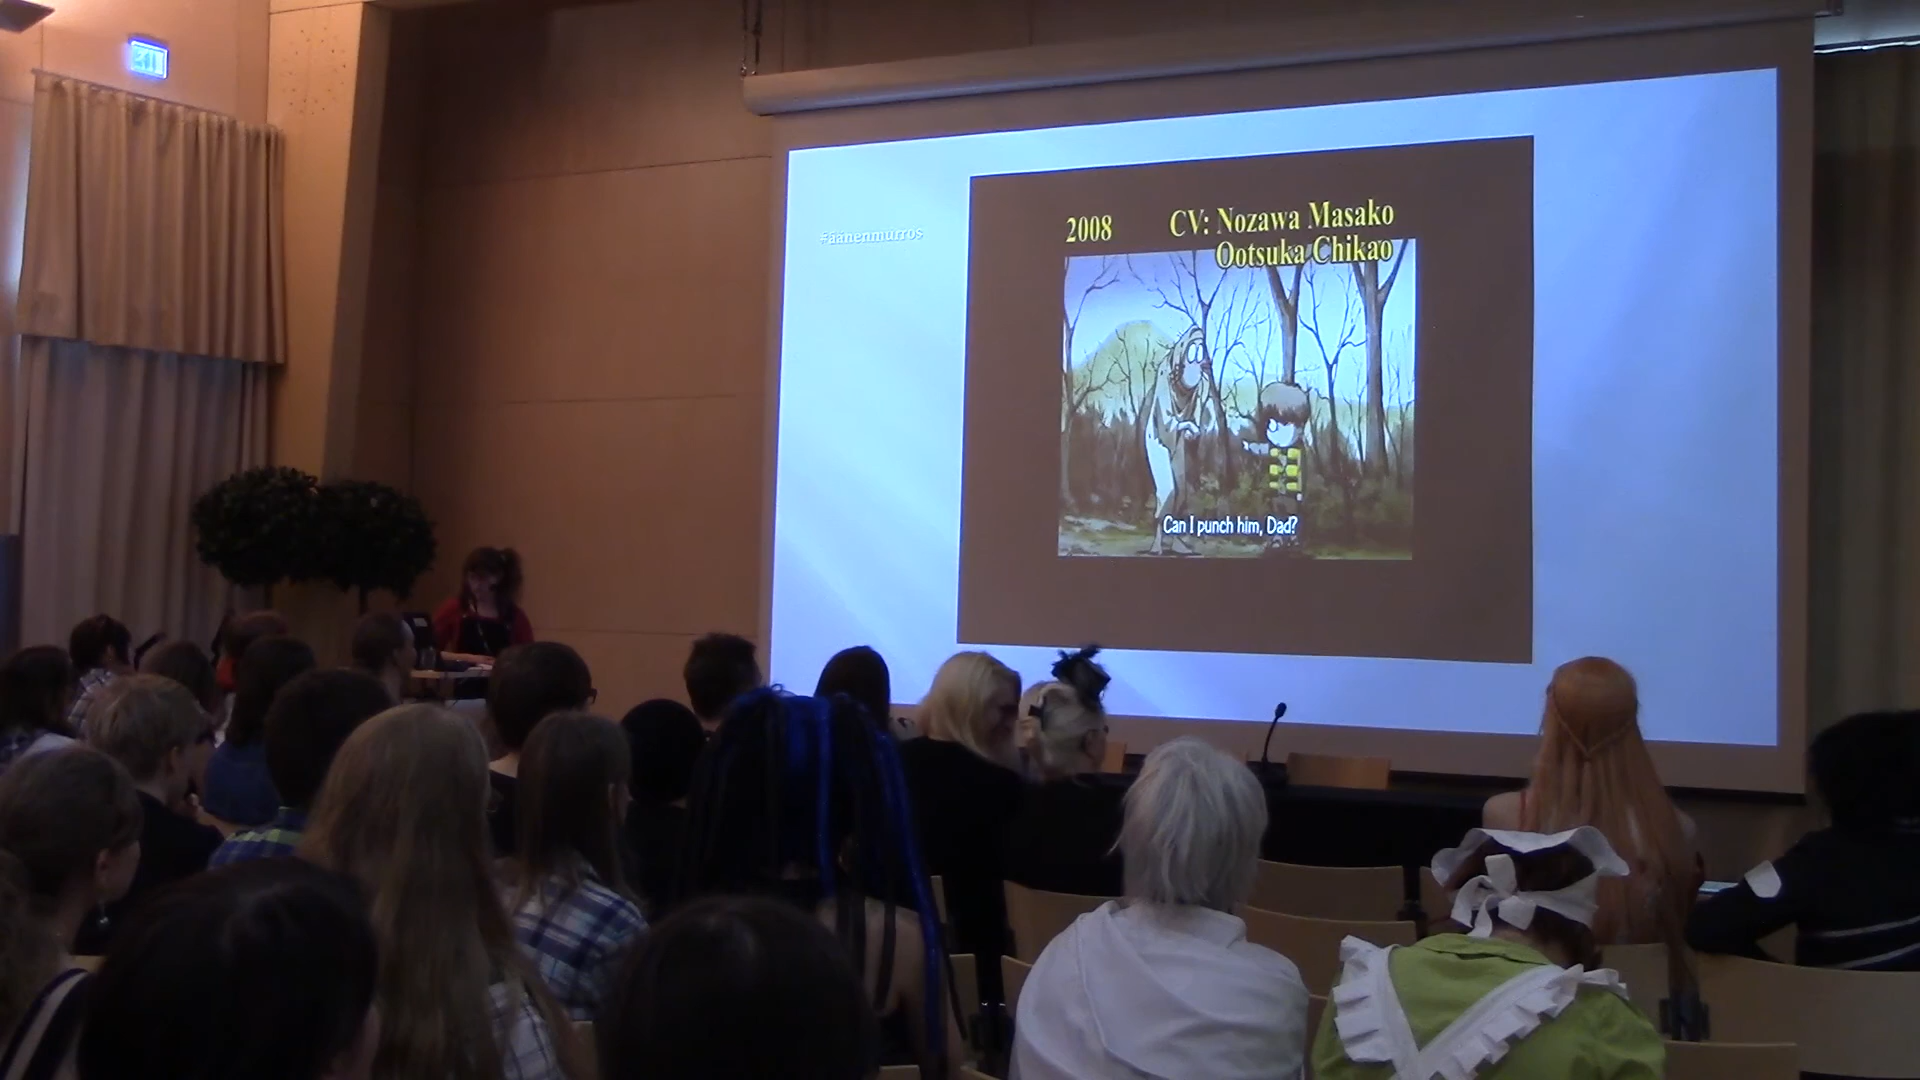 #äänenmurros
2008 CV: Nozawa Masako
Ootsuka Chikao
Can I punch him, Dad?